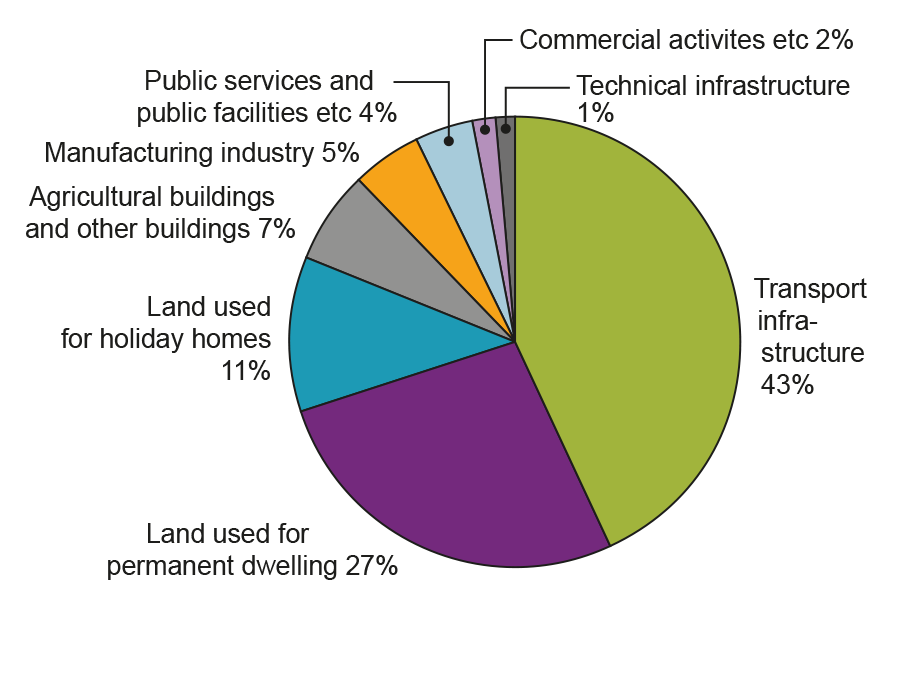 Commercial activites etc 2%
Technical infrastructure
1%
Public services and
public facilities etc 4%
Manufacturing industry 5%
Agricultural buildings
and other buildings 7%
Land used
for holiday homes
11%
Transport
infra-
structure
43%
Land used for
permanent dwelling 27%